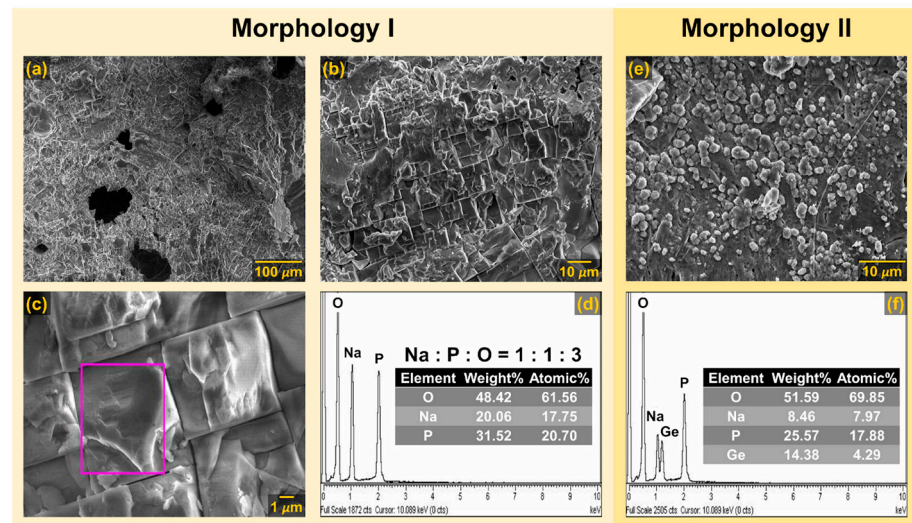 Morphology I
Morphology II
(a)
100 μm
(b)
10 μm
(e)
10 μm
(c)
1 μm
(d)
O
Na
P
Na : P : O = 1 : 1 : 3
Element Weight% Atomic%
O 48.42 61.56
Na 20.06 17.75
P 31.52 20.70
0 1 2 3 4 5 6 7 8 9 10
Full Scale 1872 cts Cursor: 10.089 keV (0 cts) keV
(f)
O
Na
Ge
P
Element Weight% Atomic%
O 51.59 69.85
Na 8.46 7.97
P 25.57 17.88
Ge 14.38 4.29
0 1 2 3 4 5 6 7 8 9 10
Full Scale 2505 cts Cursor: 10.089 keV (0 cts) keV